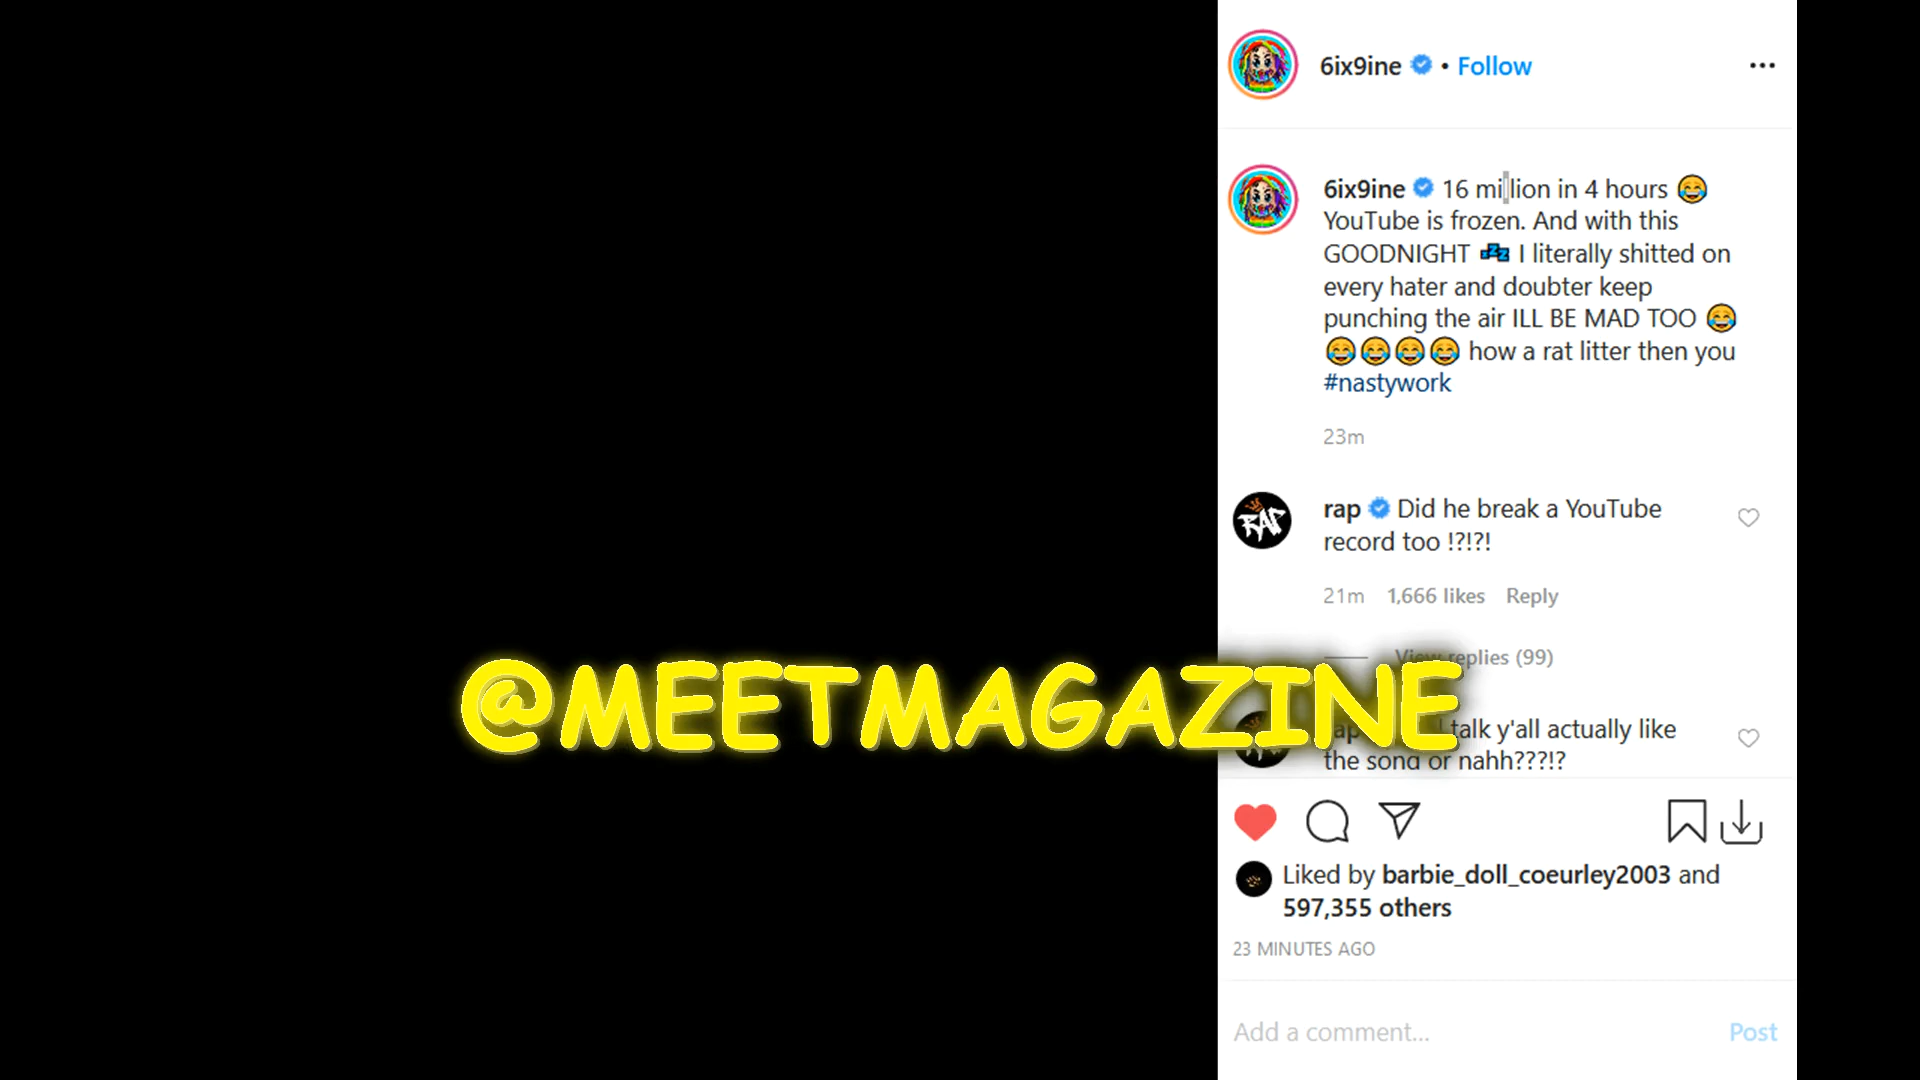 6ix9ine • Follow
6ix9ine 16 million in 4 hours 😂
YouTube is frozen. And with this
GOODNIGHT 💤 I literally shitted on
every hater and doubter keep
punching the air ILL BE MAD TOO 😂
😂😂😂😂 how a rat litter then you
#nastywork
23m
RAP
rap Did he break a YouTube
record too !?!?!
21m 1,666 likes Reply
View replies (99)
@MEETMAGAZINE
talk y'all actually like
the song or nahh???!?
Liked by barbie_doll_coeurley2003 and
597,355 others
23 MINUTES AGO
Add a comment... Post